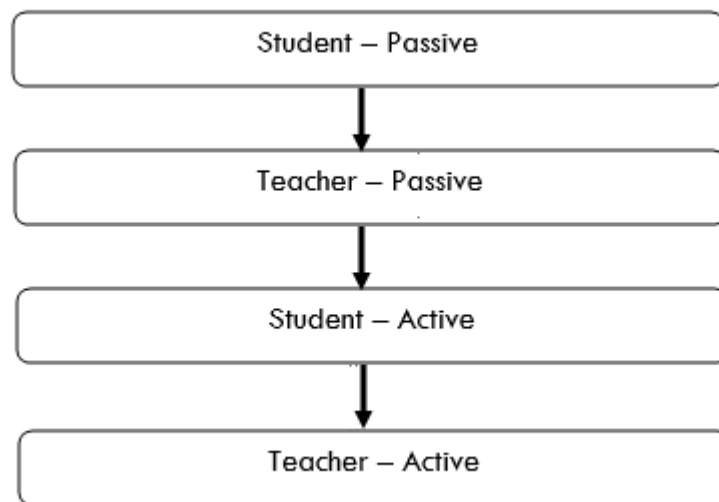 Student – Passive
Teacher – Passive
Student – Active
Teacher – Active